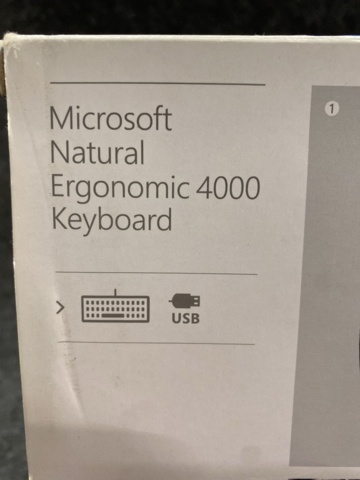 Microsoft
Natural
Ergonomic 4000
Keyboard
USB
1